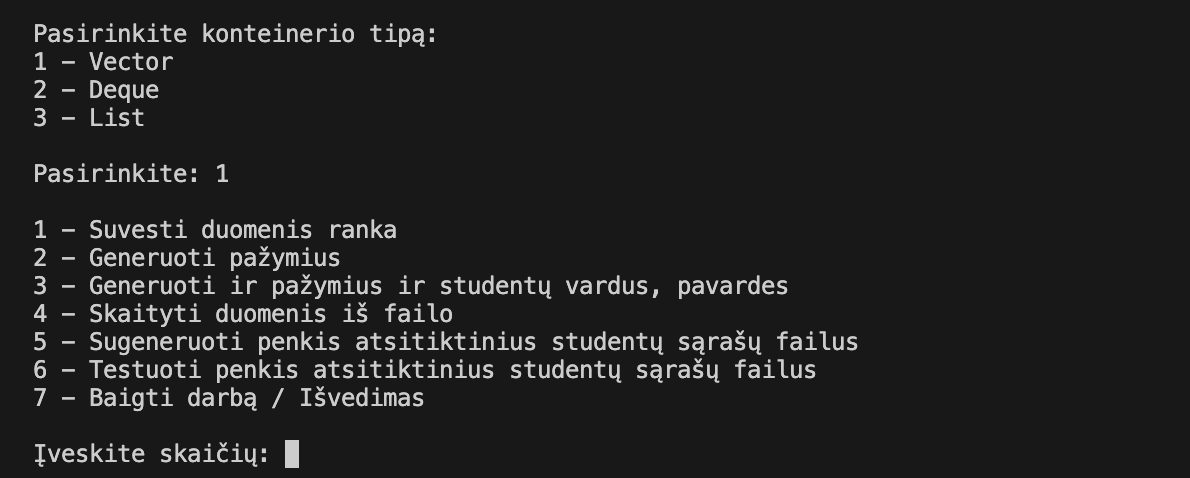 Pasirinkite konteinerio tipą:
1 – Vector
2 – Deque
3 – List
Pasirinkite: 1
1 – Suvesti duomenis ranka
2 – Generuoti pažymius
3 – Generuoti ir pažymius ir studentų vardus, pavardes
4 – Skaityti duomenis iš failo
5 – Sugeneruoti penkis atsitiktinius studentų sąrašų failus
6 – Testuoti penkis atsitiktinius studentų sąrašų failus
7 – Baigti darbą / Išvedimas
Įveskite skaičių: